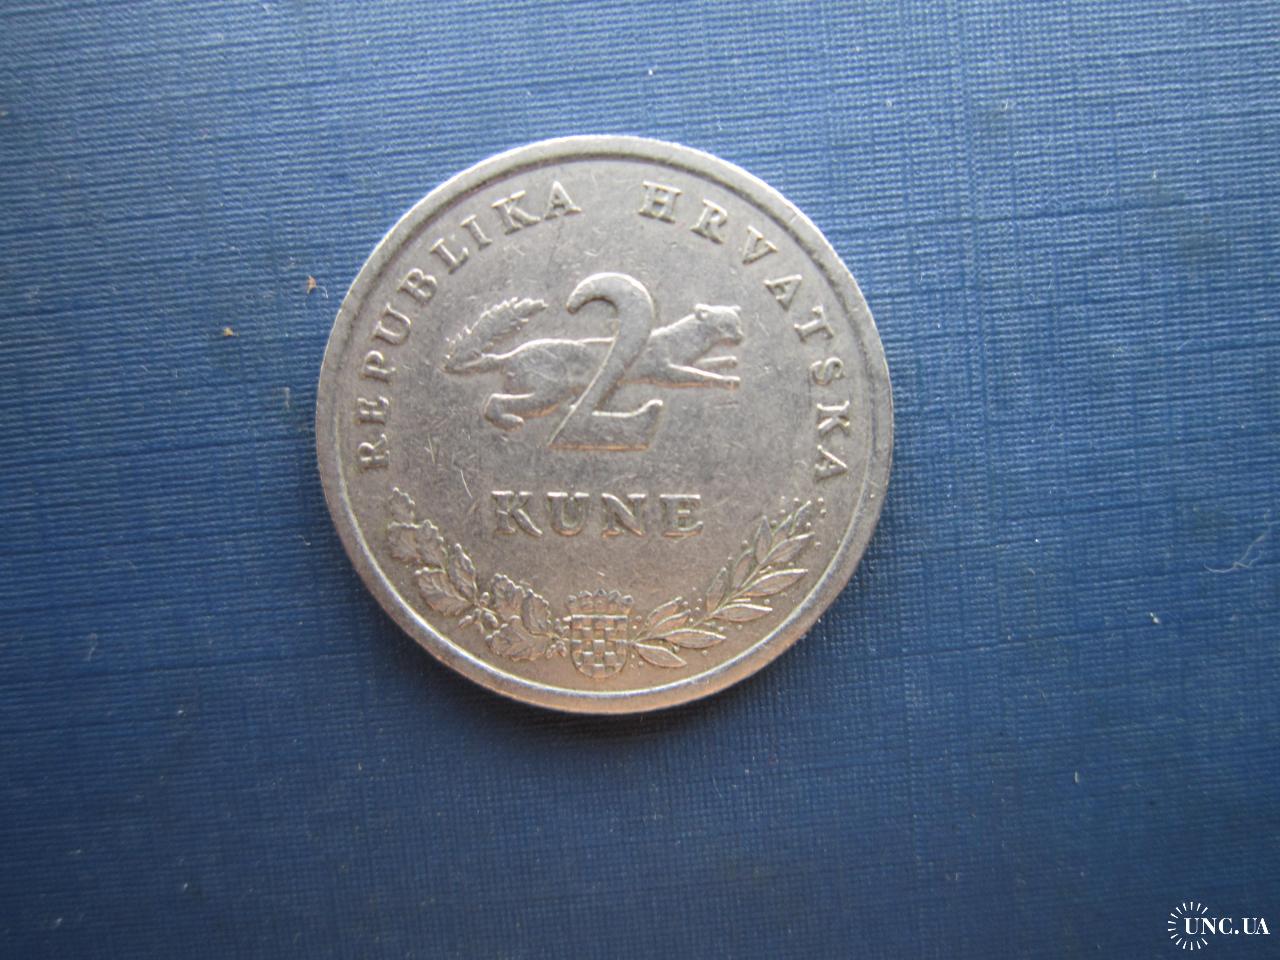 REPUBLIKA HRVATSKA
2
KUNE
UNC.UA